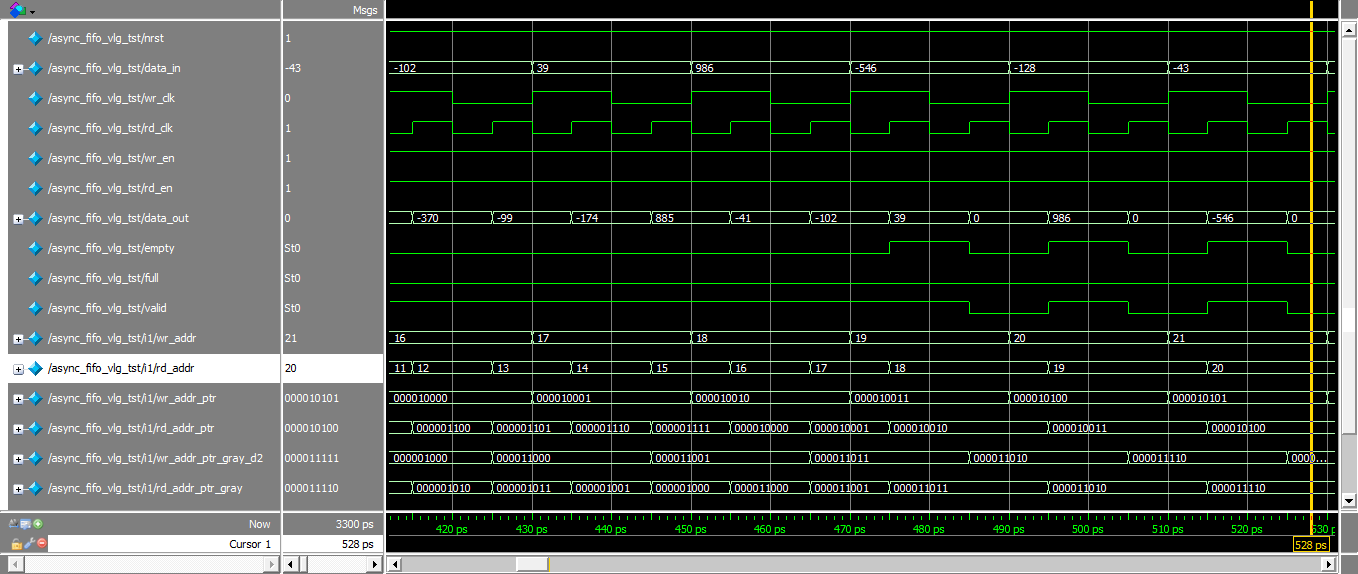 Msgs
/async_fifo_vlg_tst/nrst 1
/async_fifo_vlg_tst/data_in -43 -102 39 986 -546 -128 -43
/async_fifo_vlg_tst/wr_clk 0
/async_fifo_vlg_tst/rd_clk 1
/async_fifo_vlg_tst/wr_en 1
/async_fifo_vlg_tst/rd_en 1
/async_fifo_vlg_tst/data_out 0 -370 -99 -174 885 -41 -102 39 0 986 0 -546 0
/async_fifo_vlg_tst/empty St0
/async_fifo_vlg_tst/full St0
/async_fifo_vlg_tst/valid St0
/async_fifo_vlg_tst/i1/wr_addr 21 16 17 18 19 20 21
/async_fifo_vlg_tst/i1/rd_addr 20 11 12 13 14 15 16 17 18 19 20
/async_fifo_vlg_tst/i1/wr_addr_ptr 000010101 000010000 000010001 000010010 000010011 000010100 000010101
/async_fifo_vlg_tst/i1/rd_addr_ptr 000010100 000001100 000001101 000001110 000001111 000010000 000010001 000010010 000010011 000010100
/async_fifo_vlg_tst/i1/wr_addr_ptr_gray_d2 000011111 000001000 000011000 000011001 000011011 000011010 000011110 0000...
/async_fifo_vlg_tst/i1/rd_addr_ptr_gray 000011110 000001010 000001011 000001001 000001000 000011000 000011001 000011011 000011010 000011110
Now 3300 ps 420 ps 430 ps 440 ps 450 ps 460 ps 470 ps 480 ps 490 ps 500 ps 510 ps 520 ps 530 p
Cursor 1 528 ps 528 ps